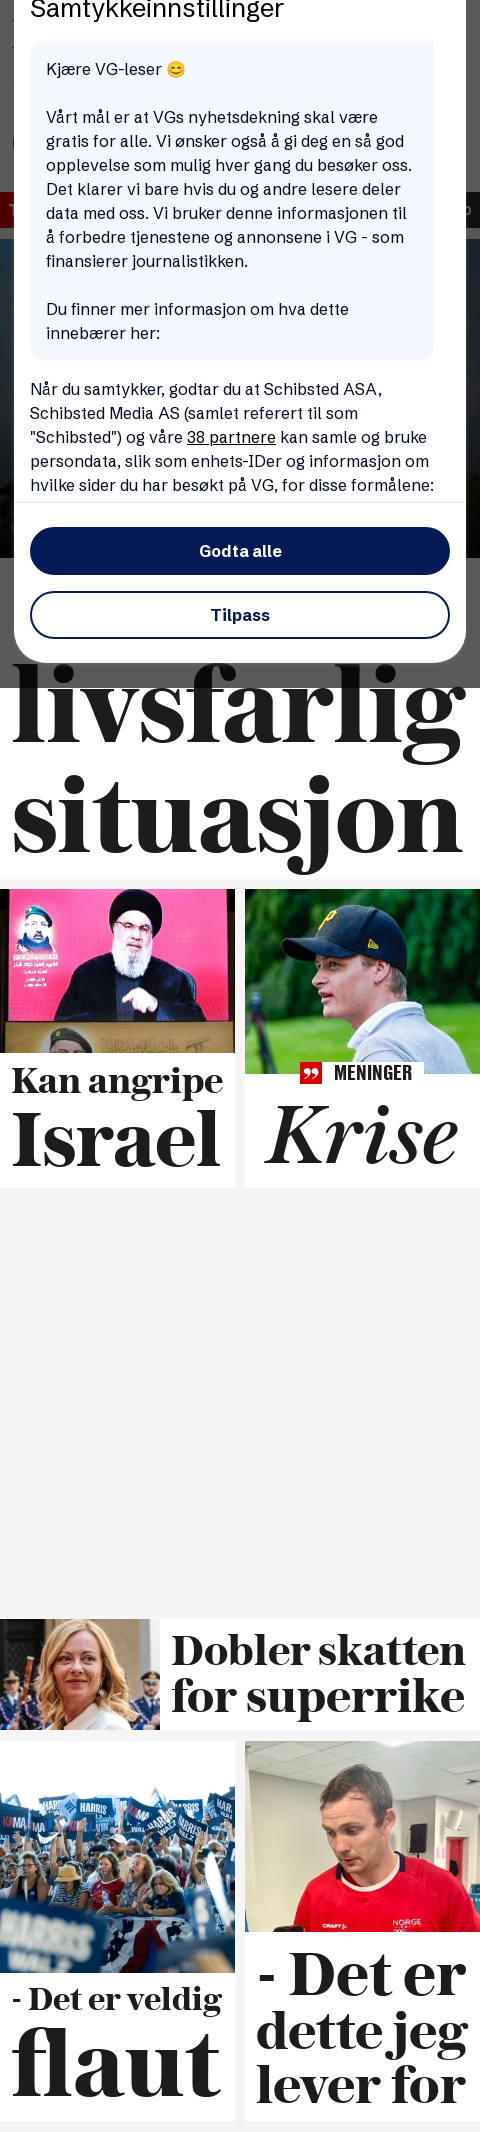 Samtykkeinnstillinger
Kjære VG-leser 😊
Vårt mål er at VGs nyhetsdekning skal være
gratis for alle. Vi ønsker også å gi deg en så god
opplevelse som mulig hver gang du besøker oss.
Det klarer vi bare hvis du og andre lesere deler
data med oss. Vi bruker denne informasjonen til
å forbedre tjenestene og annonsene i VG - som
finansierer journalistikken.
Du finner mer informasjon om hva dette
innebærer her:
Når du samtykker, godtar du at Schibsted ASA,
Schibsted Media AS (samlet referert til som
"Schibsted") og våre 38 partnere kan samle og bruke
persondata, slik som enhets-IDer og informasjon om
hvilke sider du har besøkt på VG, for disse formålene:
Godta alle
Tilpass
livsfarlig
situasjon
Kan angripe
Israel
MENINGER
Krise
Dobler skatten
for superrike
HARRIS
HARRIS
WALZ
- Det er veldig
flaut
CRAFT
NORGE
- Det er
dette jeg
lever for